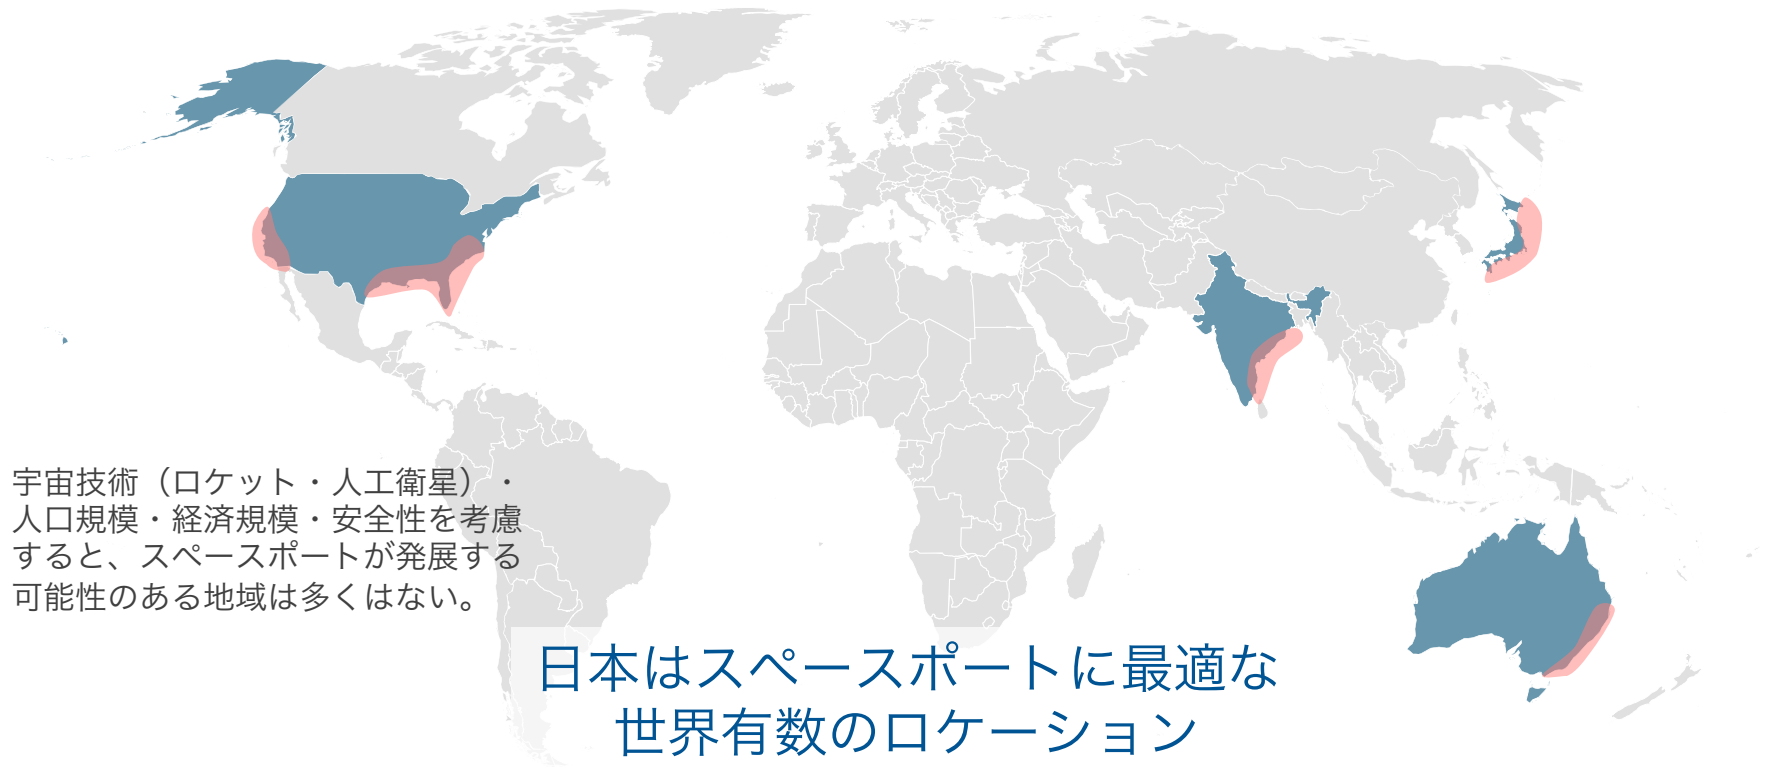 宇宙技術（ロケット・人工衛星）・
人口規模・経済規模・安全性を考慮
すると、スペースポートが発展する
可能性のある地域は多くはない。
日本はスペースポートに最適な
世界有数のロケーション